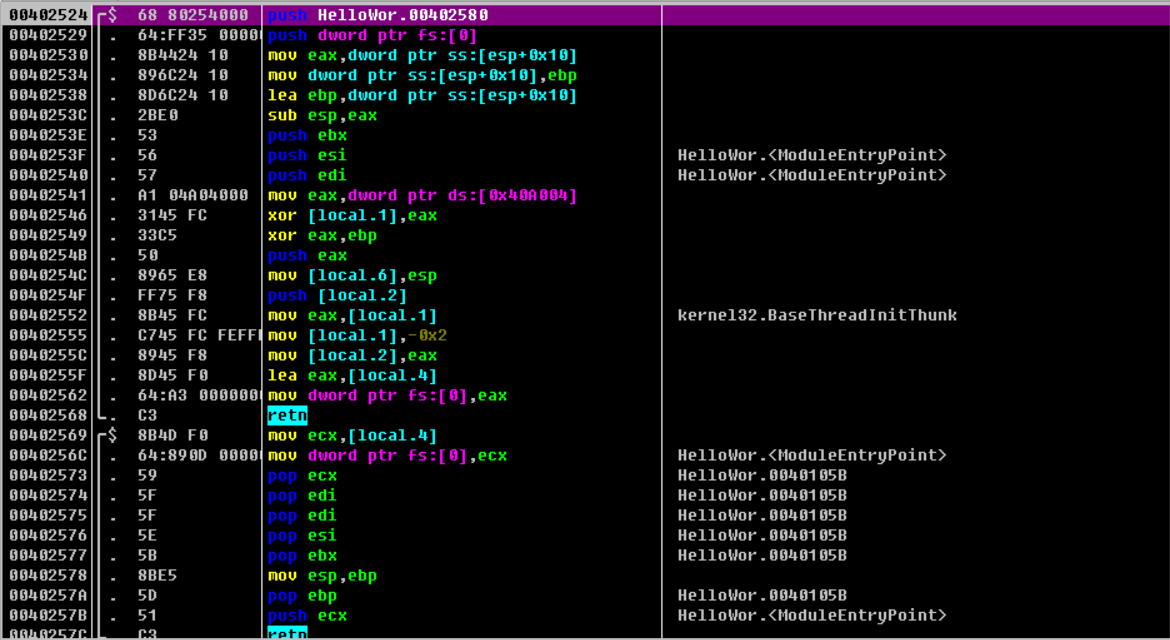 00402524 $ 68 80254000 push HelloWor.00402580
00402529 . 64:FF35 0000 push dword ptr fs:[0]
00402530 . 8B4424 10 mov eax,dword ptr ss:[esp+0x10]
00402534 . 896C24 10 mov dword ptr ss:[esp+0x10],ebp
00402538 . 8D6C24 10 lea ebp,dword ptr ss:[esp+0x10]
0040253C . 2BE0 sub esp,eax
0040253E . 53 push ebx
0040253F . 56 push esi HelloWor.<ModuleEntryPoint>
00402540 . 57 push edi HelloWor.<ModuleEntryPoint>
00402541 . A1 04A04000 mov eax,dword ptr ds:[0x40A004]
00402546 . 3145 FC xor [local.1],eax
00402549 . 33C5 xor eax,ebp
0040254B . 50 push eax
0040254C . 8965 E8 mov [local.6],esp
0040254F . FF75 F8 push [local.2]
00402552 . 8B45 FC mov eax,[local.1] kernel32.BaseThreadInitThunk
00402555 . C745 FC FEFF mov [local.1],-0x2
0040255C . 8945 F8 mov [local.2],eax
0040255F . 8D45 F0 lea eax,[local.4]
00402562 . 64:A3 000000 mov dword ptr fs:[0],eax
00402568 . C3 retn
00402569 $ 8B4D F0 mov ecx,[local.4]
0040256C . 64:890D 0000 mov dword ptr fs:[0],ecx HelloWor.<ModuleEntryPoint>
00402573 . 59 pop ecx HelloWor.0040105B
00402574 . 5F pop edi HelloWor.0040105B
00402575 . 5F pop edi HelloWor.0040105B
00402576 . 5E pop esi HelloWor.0040105B
00402577 . 5B pop ebx HelloWor.0040105B
00402578 . 8BE5 mov esp,ebp
0040257A . 5D pop ebp HelloWor.0040105B
0040257B . 51 push ecx HelloWor.<ModuleEntryPoint>
0040257C . C3 retn